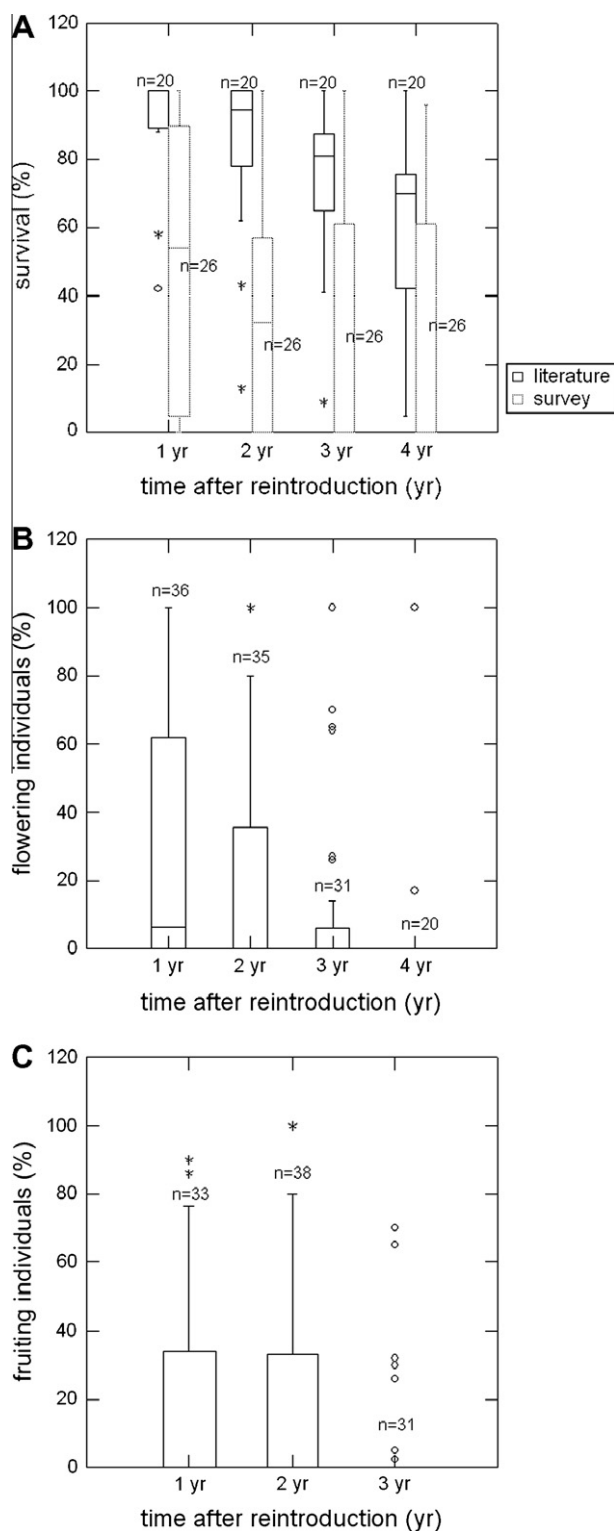 A
120
100
80
60
40
20
0
survival (%)
n=20
n=20
n=20
n=20
n=26
n=26
n=26
n=26
1 yr
2 yr
3 yr
4 yr
time after reintroduction (yr)
literature
survey
B
120
100
80
60
40
20
0
flowering individuals (%)
n=36
n=35
n=31
n=20
1 yr
2 yr
3 yr
4 yr
time after reintroduction (yr)
C
120
100
80
60
40
20
0
fruiting individuals (%)
n=33
n=38
n=31
1 yr
2 yr
3 yr
time after reintroduction (yr)